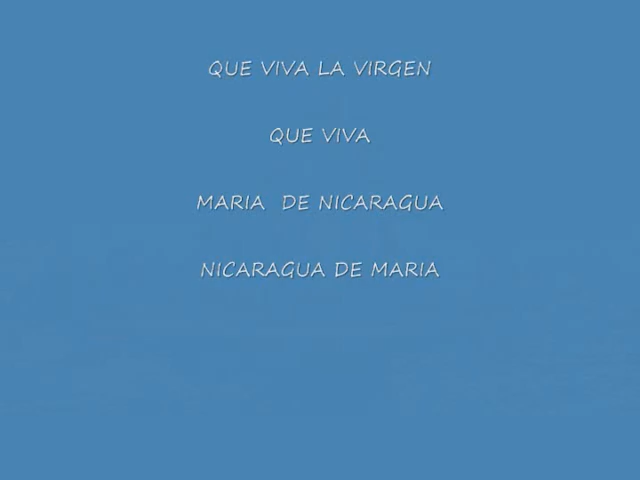 QUE VIVA LA VIRGEN
QUE VIVA
MARIA DE NICARAGUA
NICARAGUA DE MARIA